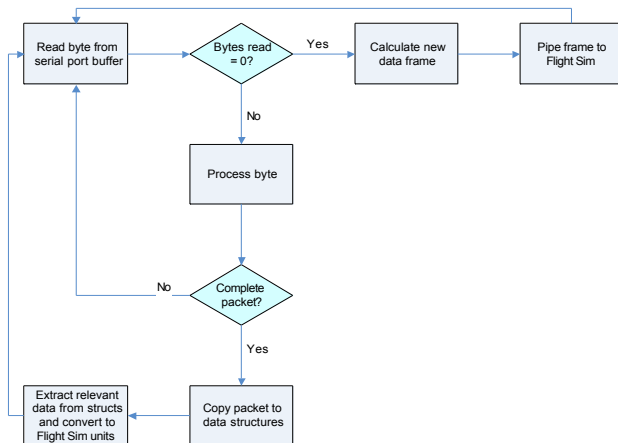 Read byte from
serial port buffer
Bytes read
= 0?
Yes
Calculate new
data frame
Pipe frame to
Flight Sim
No
Process byte
Complete
packet?
No
Yes
Copy packet to
data structures
Extract relevant
data from structs
and convert to
Flight Sim units